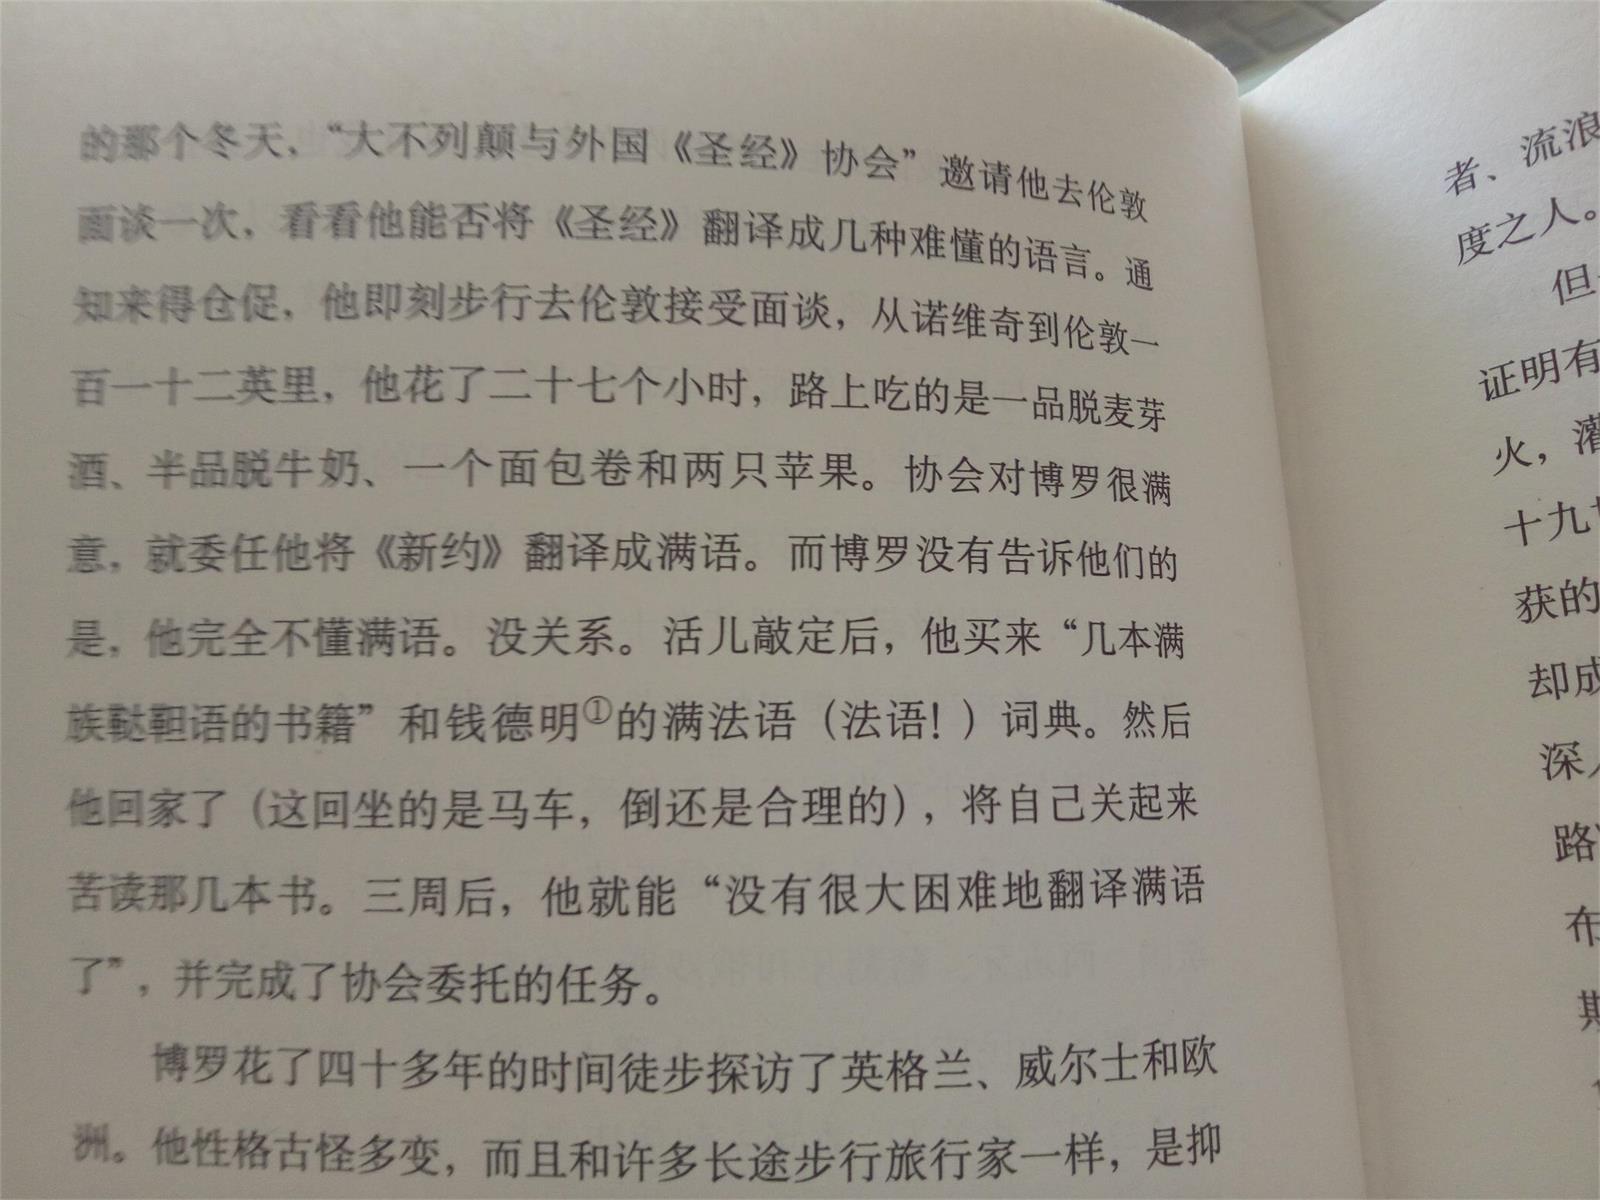 的那个冬天，“大不列颠与外国《圣经》协会”邀请他去伦敦
面谈一次，看看他能否将《圣经》翻译成几种难懂的语言。通
知来得仓促，他即刻步行去伦敦接受面谈，从诺维奇到伦敦一
百一十二英里，他花了二十七个小时，路上吃的是一品脱麦芽
酒、半品脱牛奶、一个面包卷和两只苹果。协会对博罗很满
意，就委任他将《新约》翻译成满语。而博罗没有告诉他们的
是，他完全不懂满语。没关系。活儿敲定后，他买来“几本满
族鞑靼语的书籍”和钱德明①的满法语（法语！）词典。然后
他回家了（这回坐的是马车，倒还是合理的），将自己关起来
苦读那几本书。三周后，他就能“没有很大困难地翻译满语
了”，并完成了协会委托的任务。
博罗花了四十多年的时间徒步探访了英格兰、威尔士和欧
洲。他性格古怪多变，而且和许多长途步行旅行家一样，是抑
者、流浪
度之人。
但
证明有
火，灌
十九
获的
却成
深
路
布